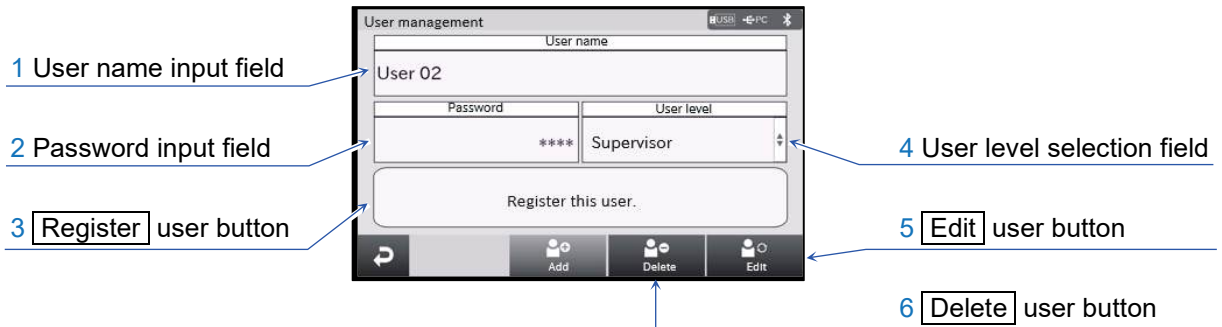 User management
USB PC
User name
User 02
Password
User level
****
Supervisor
Register this user.
Add
Delete
Edit
1 User name input field
2 Password input field
3 Register user button
4 User level selection field
5 Edit user button
6 Delete user button